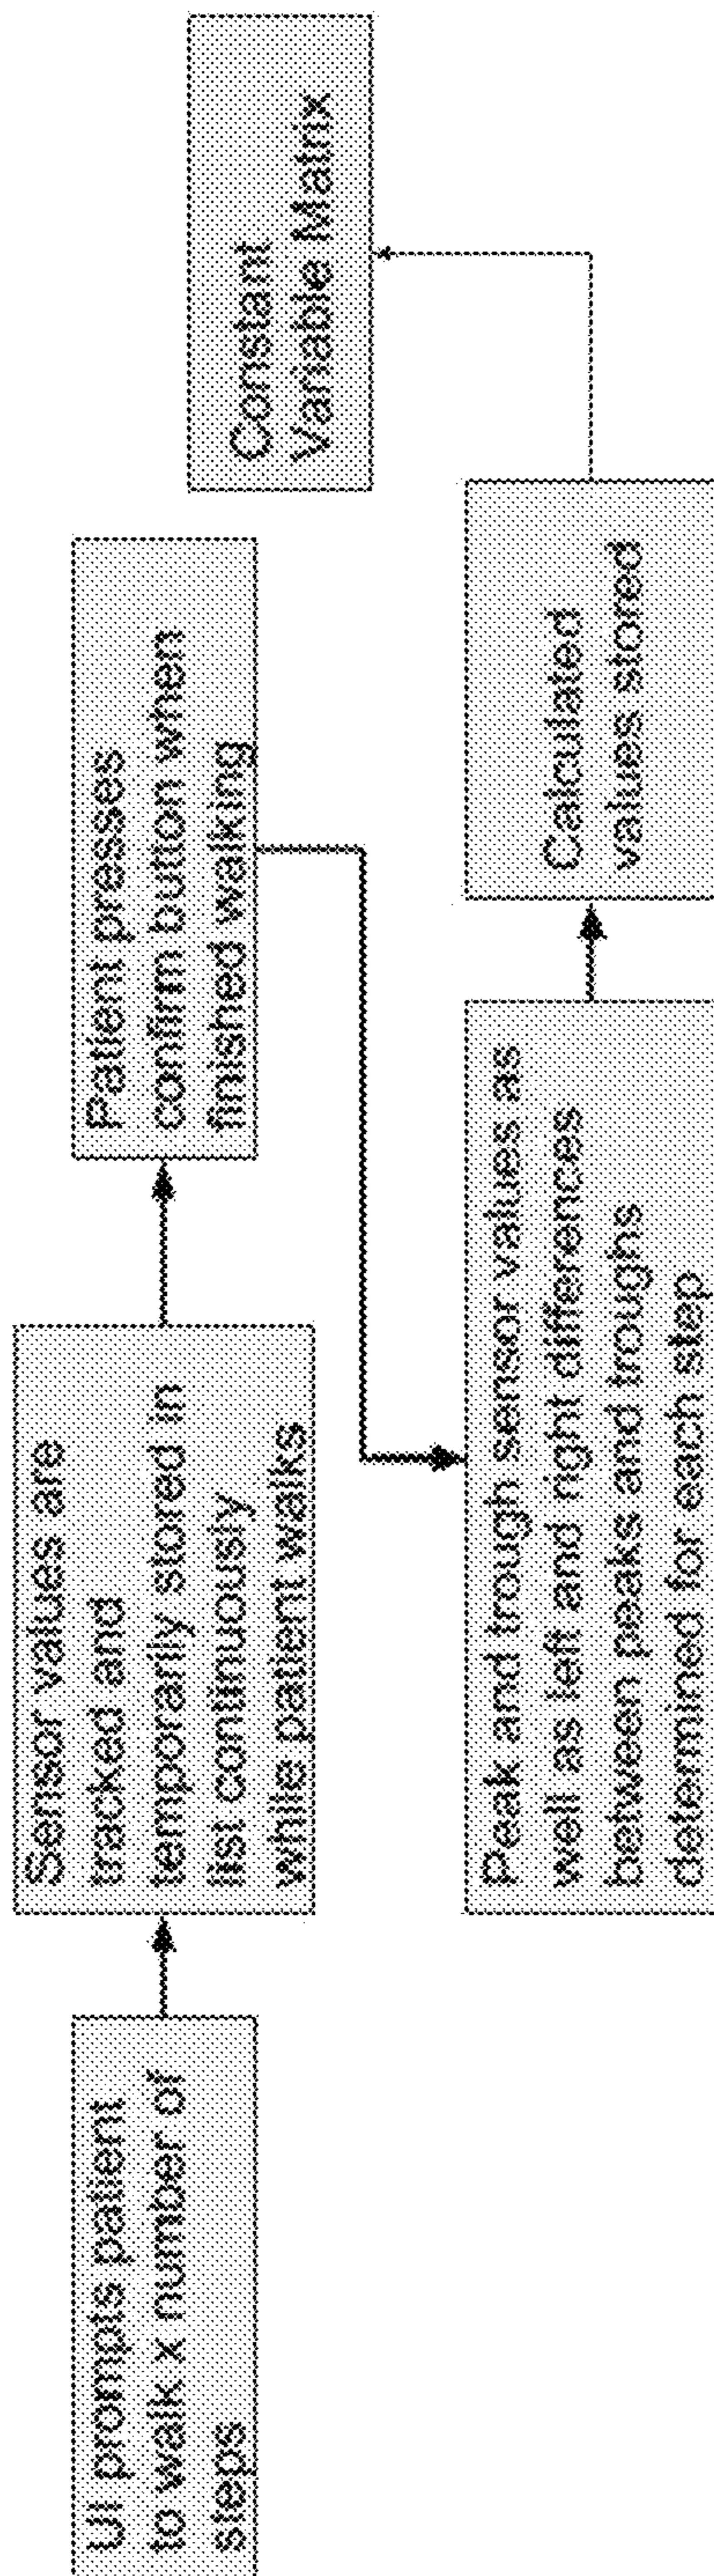 UI prompts patient
to walk x number of
steps
Sensor values are
tracked and
temporarily stored in
list continuously
while patient walks
Patient presses
confirm button when
finished walking
Peak and trough sensor values as
well as left and right differences
between peaks and troughs
determined for each step
Calculated
values stored
Constant
Variable Matrix